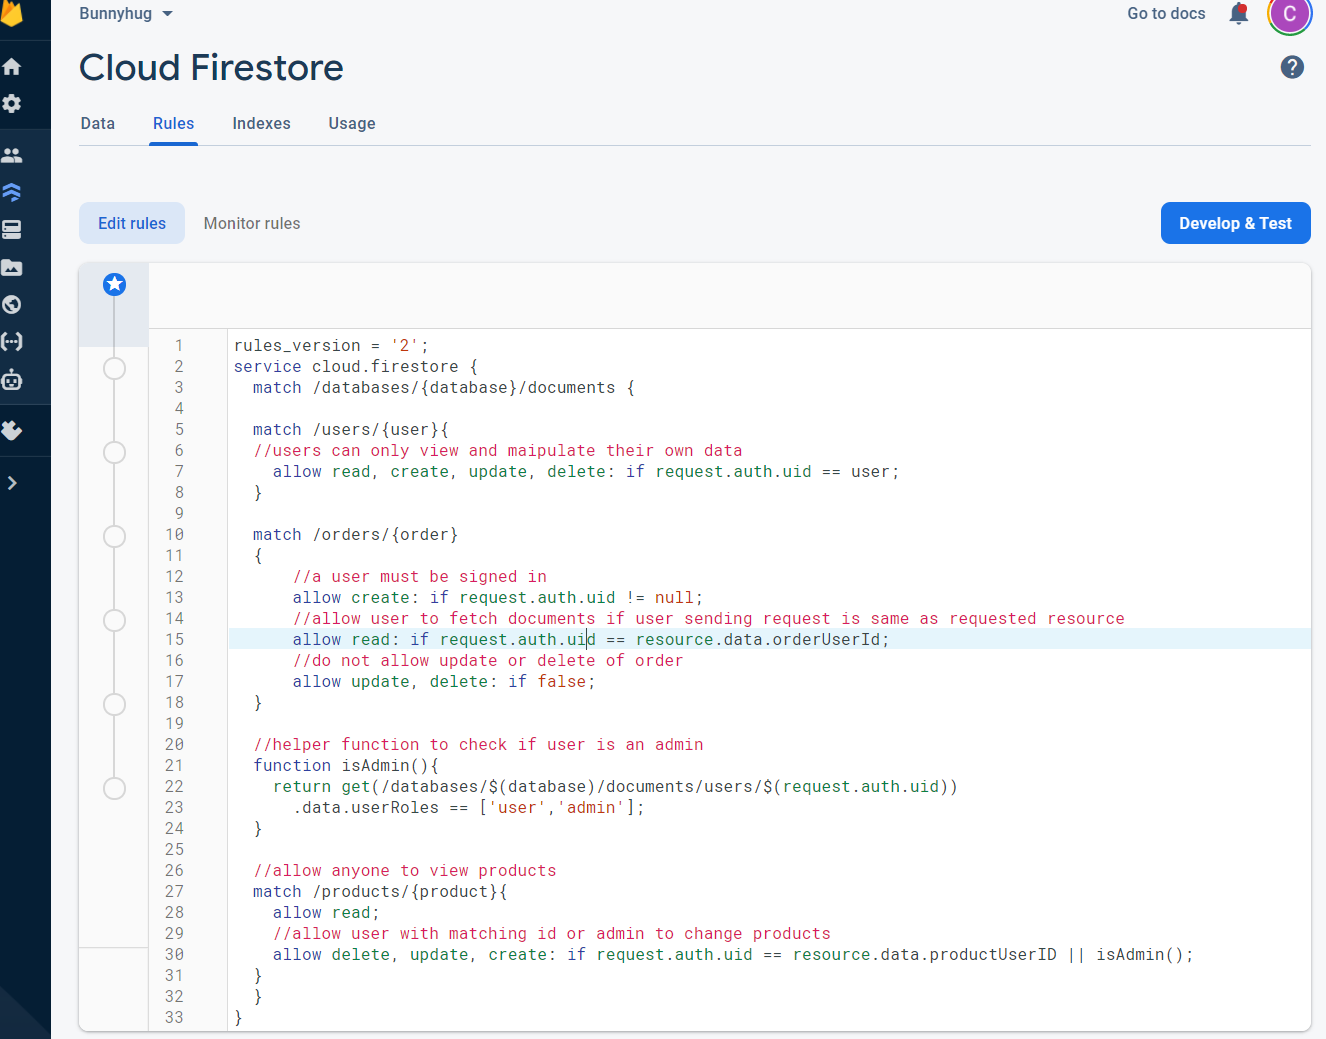 Bunnyhug
Go to docs
C
Cloud Firestore
?
Data Rules Indexes Usage
Edit rules Monitor rules
Develop & Test
1 rules_version = '2';
2 service cloud.firestore {
3 match /databases/{database}/documents {
4
5 match /users/{user}{
6 //users can only view and maipulate their own data
7 allow read, create, update, delete: if request.auth.uid == user;
8 }
9
10 match /orders/{order}
11 {
12 //a user must be signed in
13 allow create: if request.auth.uid != null;
14 //allow user to fetch documents if user sending request is same as requested resource
15 allow read: if request.auth.uid == resource.data.orderUserId;
16 //do not allow update or delete of order
17 allow update, delete: if false;
18 }
19
20 //helper function to check if user is an admin
21 function isAdmin(){
22 return get(/databases/$(database)/documents/users/$(request.auth.uid))
23 .data.userRoles == ['user','admin'];
24 }
25
26 //allow anyone to view products
27 match /products/{product}{
28 allow read;
29 //allow user with matching id or admin to change products
30 allow delete, update, create: if request.auth.uid == resource.data.productUserID || isAdmin();
31 }
32 }
33 }